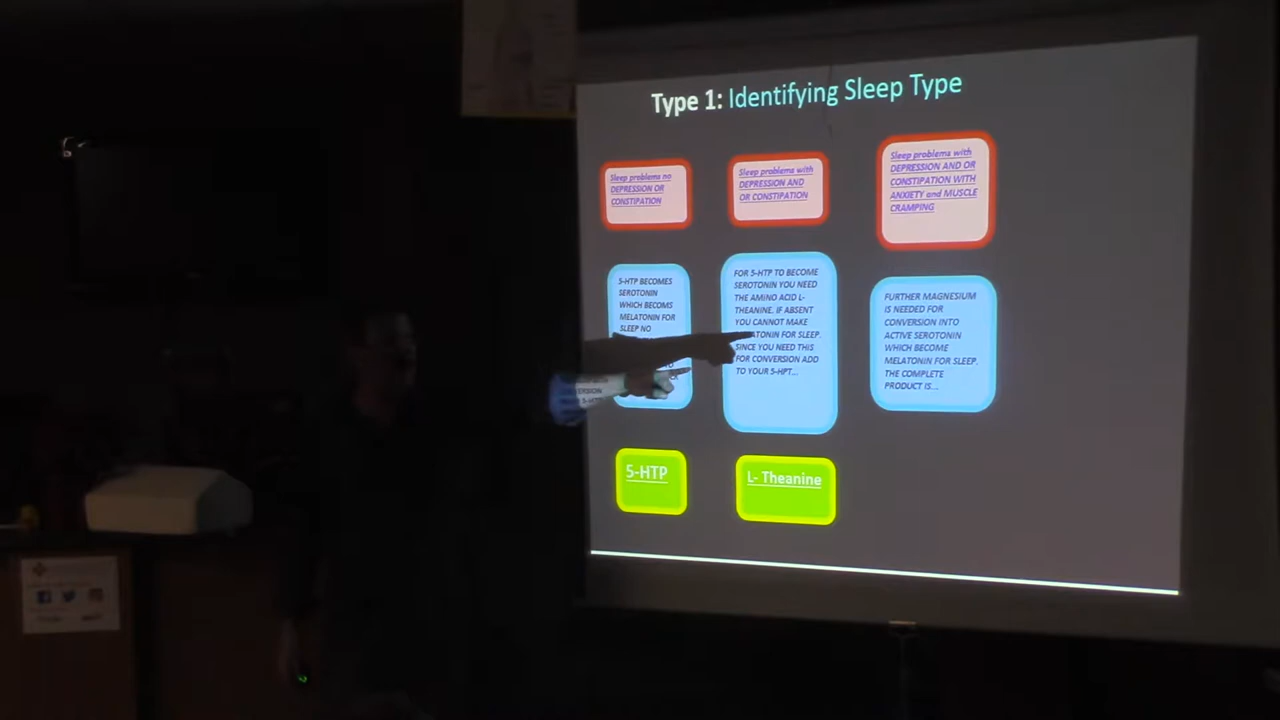 Type 1: Identifying Sleep Type
Sleep problems no
DEPRESSION OR
CONSTIPATION
Sleep problems with
DEPRESSION AND
OR CONSTIPATION
Sleep problems with
DEPRESSION AND OR
CONSTIPATION WITH
ANXIETY and MUSCLE
CRAMPING
5-HTP BECOMES
SEROTONIN
WHICH BECOMS
MELATONIN FOR
SLEEP NO
FOR 5-HTP TO BECOME
SEROTONIN YOU NEED
THE AMINO ACID L-
THEANINE, IF ABSENT
YOU CANNOT MAKE
FOR SLEEP.
SINCE YOU NEED THIS
FOR CONVERSION ADD
TO YOUR 5-HPT...
FURTHER MAGNESIUM
IS NEEDED FOR
CONVERSION INTO
ACTIVE SEROTONIN
WHICH BECOME
MELATONIN FOR SLEEP,
THE COMPLETE
PRODUCT IS...
5-HTP
L- Theanine